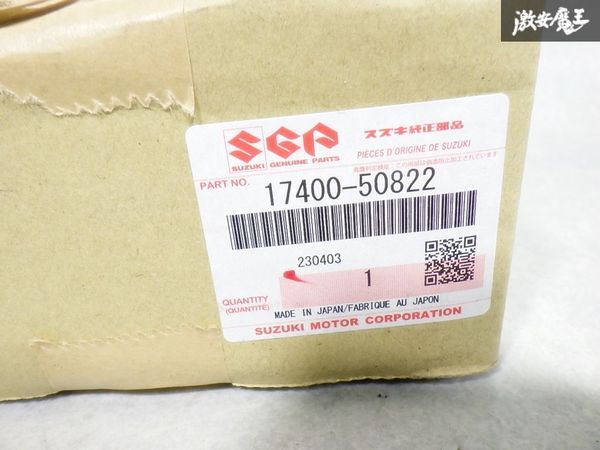 激安魔王
SGP
スズキ純正部品
SUZUKI GENUINE PARTS
PIÈCES D'ORIGINE DE SUZUKI
PART NO. 17400-50822
230403
1
QUANTITY
(QUANTITÉ)
MADE IN JAPAN/FABRIQUE AU JAPON
SUZUKI MOTOR CORPORATION